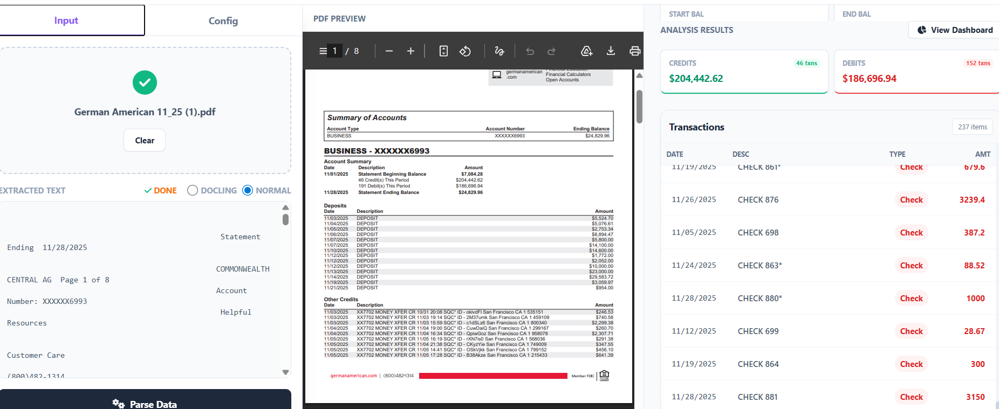 Input
Config
German American 11_25 (1).pdf
Clear
EXTRACTED TEXT
DONE
DOCLING
NORMAL
Statement
Ending 11/28/2025
COMMONWEALTH
CENTRAL AG Page 1 of 8
Account
Number: XXXXXX6993
Helpful
Resources
Customer Care
(800)482-1314
Parse Data
PDF PREVIEW
1 / 8
germanamerican
.com
Financial Education
Financial Calculators
Open Accounts
Summary of Accounts
Account Type Account Number Ending Balance
BUSINESS XXXXXX6993 $24,829.96
BUSINESS - XXXXXX6993
Account Summary
Date Description Amount
11/01/2025 Statement Beginning Balance $7,084.28
46 Credit(s) This Period $204,442.62
191 Debit(s) This Period $186,696.94
11/28/2025 Statement Ending Balance $24,829.96
Deposits
Date Description Amount
11/03/2025 DEPOSIT $5,524.70
11/04/2025 DEPOSIT $5,076.61
11/05/2025 DEPOSIT $2,753.34
11/06/2025 DEPOSIT $8,894.47
11/07/2025 DEPOSIT $5,800.00
11/07/2025 DEPOSIT $14,100.00
11/10/2025 DEPOSIT $14,600.00
11/12/2025 DEPOSIT $1,772.00
11/12/2025 DEPOSIT $2,052.00
11/12/2025 DEPOSIT $10,000.00
11/13/2025 DEPOSIT $23,000.00
11/14/2025 DEPOSIT $29,583.72
11/19/2025 DEPOSIT $3,059.97
11/21/2025 DEPOSIT $954.00
Other Credits
Date Description Amount
11/03/2025 XX7702 MONEY XFER CR 10/31 20:08 SQC* ID - okivdFI San Francisco CA 1 535151 $246.53
11/03/2025 XX7702 MONEY XFER CR 11/03 19:14 SQC* ID - 2M37umk San Francisco CA 1 459109 $740.58
11/03/2025 XX7702 MONEY XFER CR 11/03 15:59 SQC* ID - c1dSLz6 San Francisco CA 1 800340 $2,299.38
11/04/2025 XX7702 MONEY XFER CR 11/04 19:00 SQC* ID - CuwDaiQ San Francisco CA 1 299167 $260.70
11/04/2025 XX7702 MONEY XFER CR 11/04 16:34 SQC* ID - QpiwGoz San Francisco CA 1 958078 $2,307.71
11/05/2025 XX7702 MONEY XFER CR 11/05 16:19 SQC* ID - rXN7is0 San Francisco CA 1 568036 $291.38
11/05/2025 XX7702 MONEY XFER CR 11/04 21:38 SQC* ID - CKyzYie San Francisco CA 1 749009 $347.55
11/05/2025 XX7702 MONEY XFER CR 11/05 14:41 SQC* ID - OSkVjkk San Francisco CA 1 799152 $456.10
11/05/2025 XX7702 MONEY XFER CR 11/05 17:28 SQC* ID - B38Akze San Francisco CA 1 215433 $641.39
germanamerican.com | (800)482-1314
Member FDIC
START BAL
END BAL
ANALYSIS RESULTS
View Dashboard
CREDITS 46 txns
$204,442.62
DEBITS 152 txns
$186,696.94
Transactions
237 items
DATE DESC TYPE AMT
11/19/2025 CHECK 861* Check 679.6
11/26/2025 CHECK 876 Check 3239.4
11/05/2025 CHECK 698 Check 387.2
11/24/2025 CHECK 863* Check 88.52
11/28/2025 CHECK 880* Check 1000
11/12/2025 CHECK 699 Check 28.67
11/19/2025 CHECK 864 Check 300
11/28/2025 CHECK 881 Check 3150